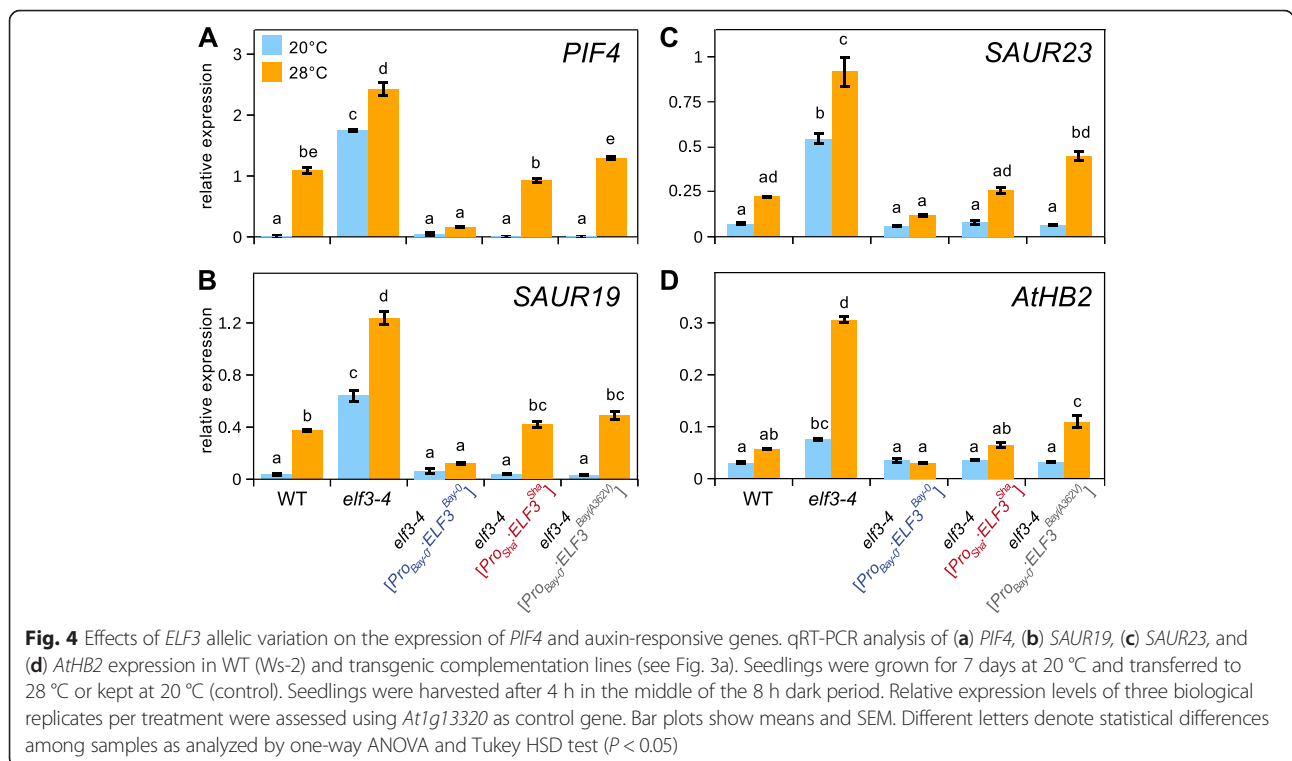 A
PIF4
20°C
28°C
relative expression
3
2
1
0
a
be
c
d
a
a
a
b
a
e
C
SAUR23
1
0.75
0.5
0.25
0
a
ad
b
c
a
a
a
ad
a
bd
B
SAUR19
relative expression
1.2
0.8
0.4
0
a
b
c
d
a
a
a
bc
a
bc
D
AtHB2
0.3
0.2
0.1
0
a
ab
bc
d
a
a
a
ab
a
c
WT
elf3-4
elf3-4
[ProBay-0:ELF3Bay-0]
elf3-4
[ProSha:ELF3Sha]
elf3-4
[ProBay-0:ELF3Bay(A362V)]
WT
elf3-4
elf3-4
[ProBay-0:ELF3Bay-0]
elf3-4
[ProSha:ELF3Sha]
elf3-4
[ProBay-0:ELF3Bay(A362V)]
Fig. 4 Effects of ELF3 allelic variation on the expression of PIF4 and auxin-responsive genes. qRT-PCR analysis of (a) PIF4, (b) SAUR19, (c) SAUR23, and
(d) AtHB2 expression in WT (Ws-2) and transgenic complementation lines (see Fig. 3a). Seedlings were grown for 7 days at 20 °C and transferred to
28 °C or kept at 20 °C (control). Seedlings were harvested after 4 h in the middle of the 8 h dark period. Relative expression levels of three biological
replicates per treatment were assessed using At1g13320 as control gene. Bar plots show means and SEM. Different letters denote statistical differences
among samples as analyzed by one-way ANOVA and Tukey HSD test (P < 0.05)